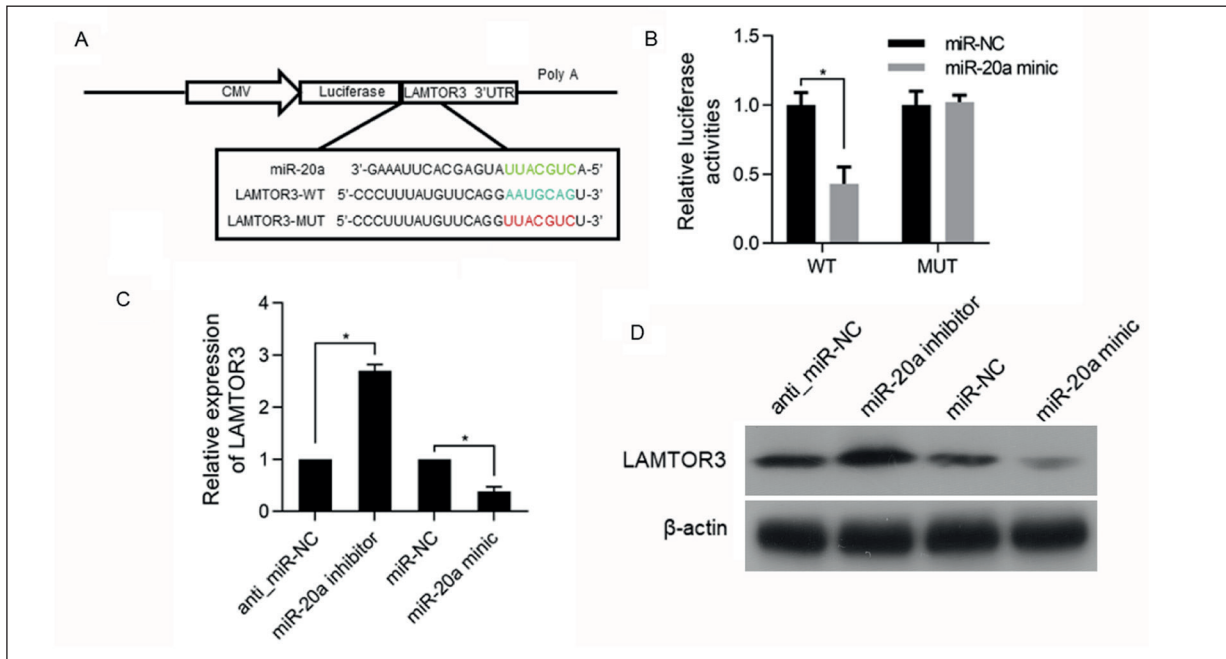 A
CMV
Luciferase
LAMTOR3 3'UTR
Poly A
miR-20a 3'-GAAAUUCACGAGUAUUACGUCA-5'
LAMTOR3-WT 5'-CCCUUUAUGUUCAGGAAUGCAGU-3'
LAMTOR3-MUT 5'-CCCUUUAUGUUCAGGUUACGUCU-3'
B
Relative luciferase
activities
1.5
1.0
0.5
0.0
*
miR-NC
miR-20a minic
WT
MUT
C
Relative expression
of LAMTOR3
4
3
2
1
0
*
*
anti_miR-NC
miR-20a inhibitor
miR-NC
miR-20a minic
D
anti_miR-NC
miR-20a inhibitor
miR-NC
miR-20a minic
LAMTOR3
β-actin